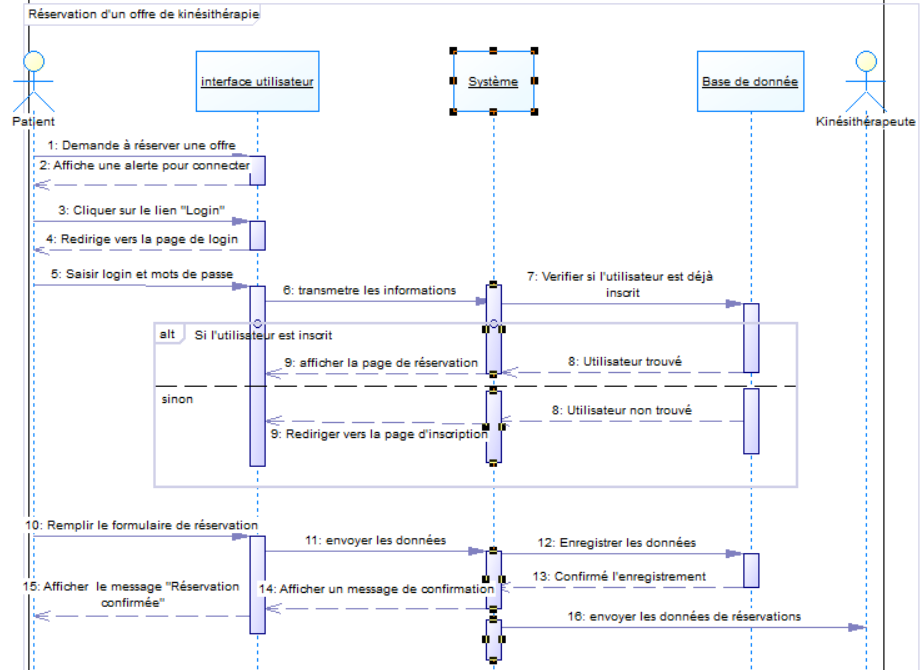 Réservation d'un offre de kinésithérapie
interface utilisateur
Système
Base de donnée
Patient
Kinésithérapeute
1: Demande à réserver une offre
2: Affiche une alerte pour connecter
3: Cliquer sur le lien "Login"
4: Redirige vers la page de login
5: Saisir login et mots de passe
6: transmetre les informations
7: Verifier si l'utilisateur est déjà
inscrit
alt
Si l'utilisateur est inscrit
8: Utilisateur trouvé
9: afficher la page de réservation
sinon
8: Utilisateur non trouvé
9: Rediriger vers la page d'inscription
10: Remplir le formulaire de réservation
11: envoyer les données
12: Enregistrer les données
13: Confirmé l'enregistrement
14: Afficher un message de confirmation
15: Afficher le message "Réservation
confirmée"
16: envoyer les données de réservations